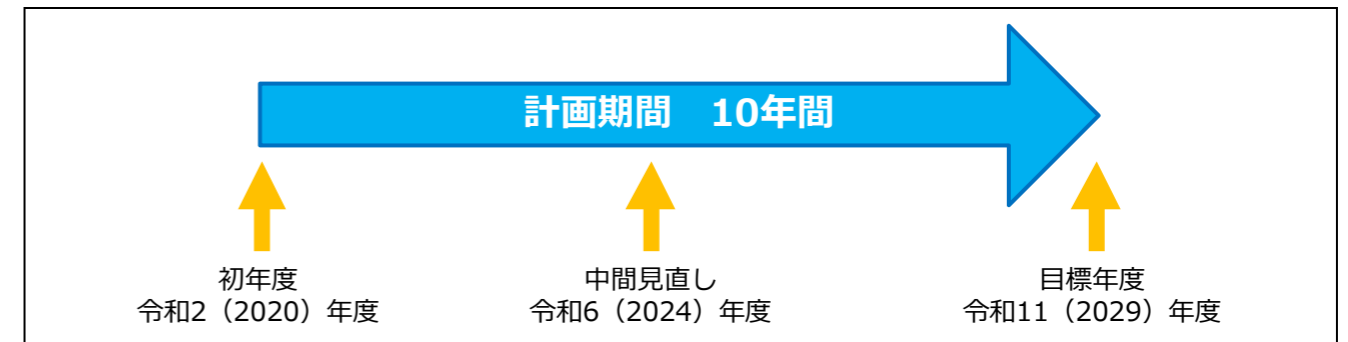 計画期間　10年間
初年度
令和2（2020）年度
中間見直し
令和6（2024）年度
目標年度
令和11（2029）年度